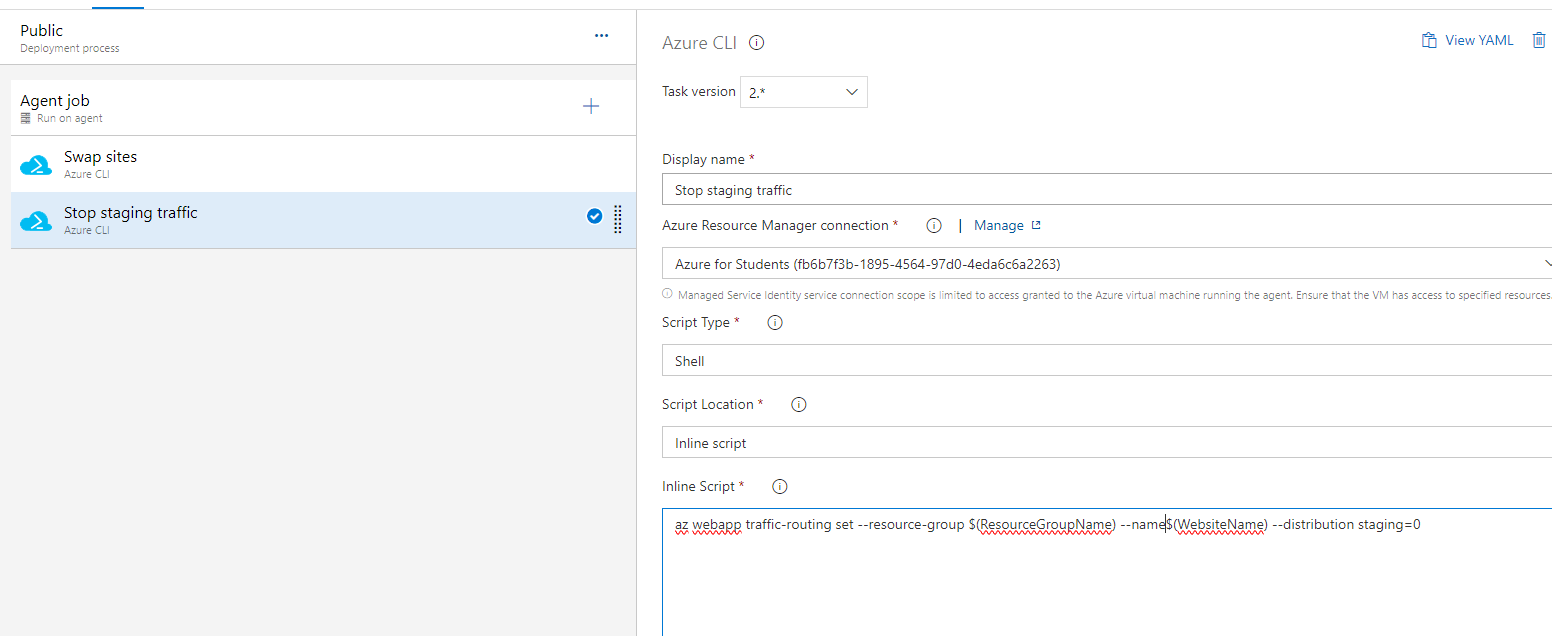 Public
...
Deployment process
Agent job
Run on agent
Swap sites
Azure CLI
Stop staging traffic
Azure CLI
Azure CLI
View YAML
Task version 2.*
Display name *
Stop staging traffic
Azure Resource Manager connection * | Manage
Azure for Students (fb6b7f3b-1895-4564-97d0-4eda6c6a2263)
Managed Service Identity service connection scope is limited to access granted to the Azure virtual machine running the agent. Ensure that the VM has access to specified resources.
Script Type *
Shell
Script Location *
Inline script
Inline Script *
az webapp traffic-routing set --resource-group $(ResourceGroupName) --name$(WebsiteName) --distribution staging=0